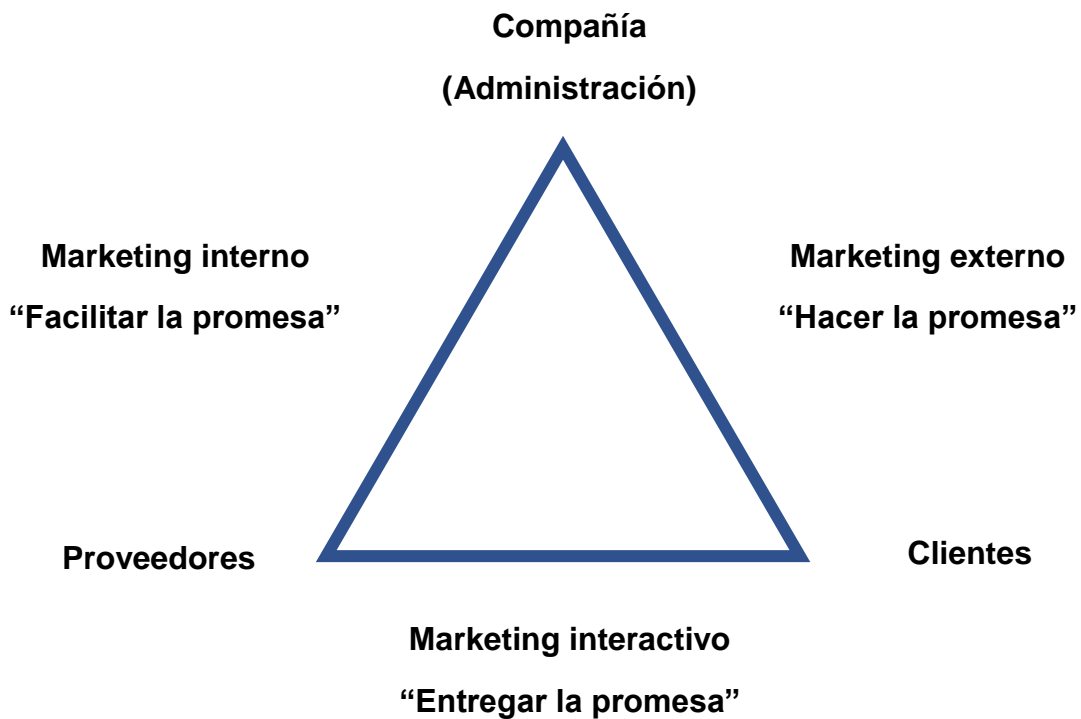 Compañía
(Administración)
Marketing interno
“Facilitar la promesa”
Marketing externo
“Hacer la promesa”
Proveedores
Clientes
Marketing interactivo
“Entregar la promesa”